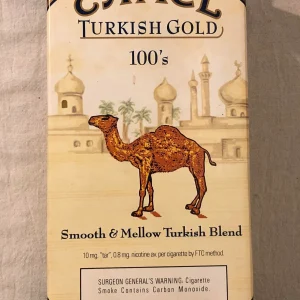 CAMEL
TURKISH GOLD
100's
Smooth & Mellow Turkish Blend
10 mg. "tar", 0.8 mg. nicotine av. per cigarette by FTC method.
SURGEON GENERAL'S WARNING: Cigarette
Smoke Contains Carbon Monoxide.